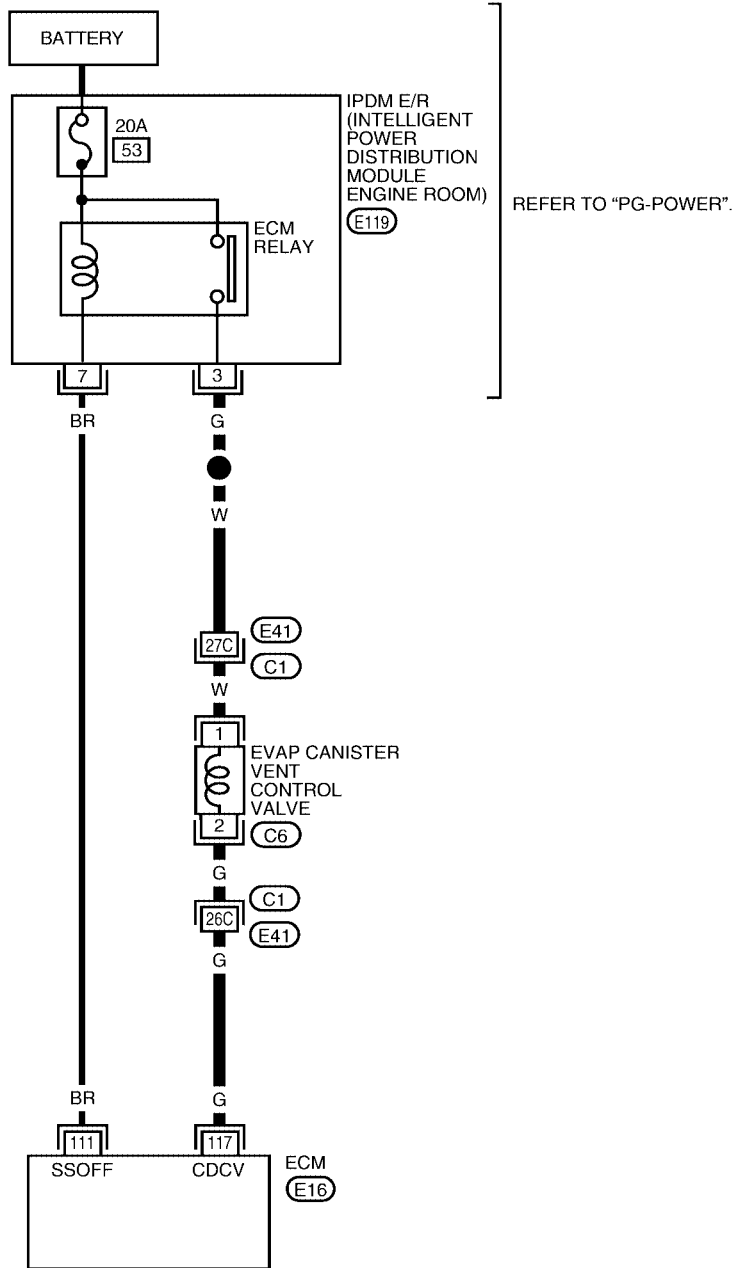 BATTERY
20A
53
IPDM E/R
(INTELLIGENT
POWER
DISTRIBUTION
MODULE
ENGINE ROOM)
E119
REFER TO “PG-POWER”.
ECM
RELAY
7
3
BR
G
W
27C
E41
C1
W
1
EVAP CANISTER
VENT
CONTROL
VALVE
2
C6
G
C1
26C
E41
G
BR
G
111
117
SSOFF
CDCV
ECM
E16